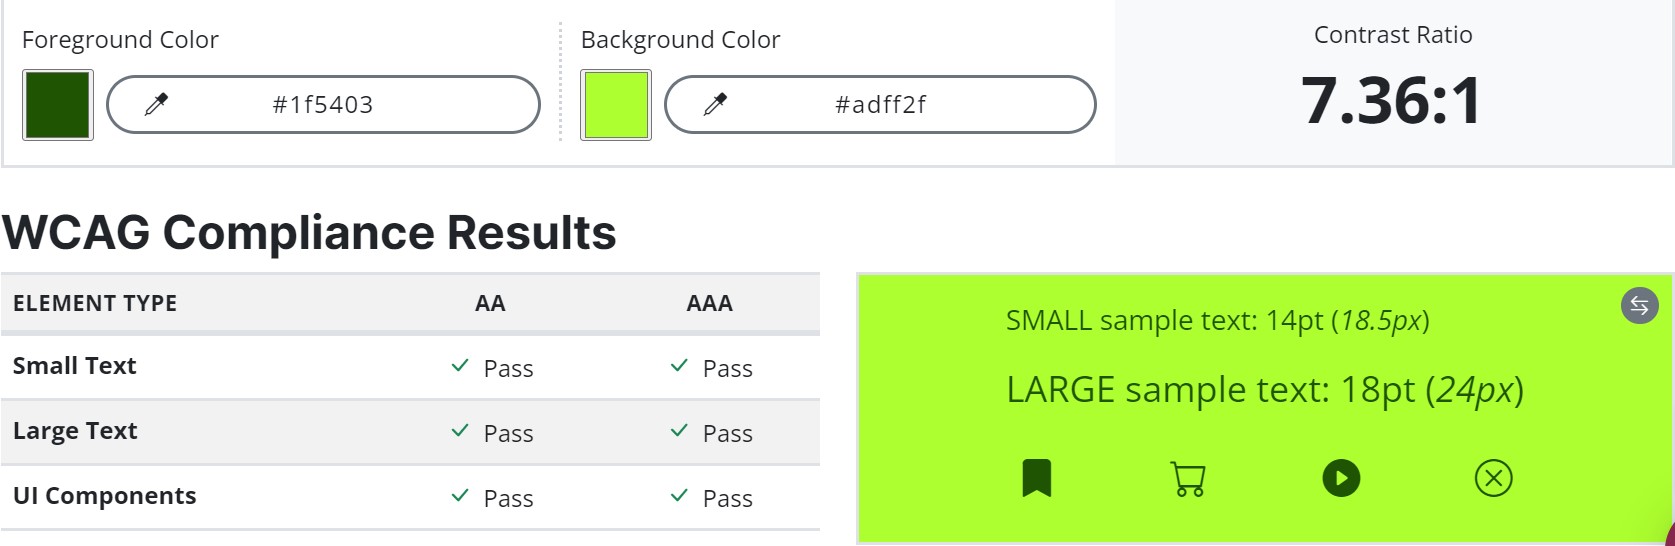 Foreground Color
#1f5403
Background Color
#adff2f
Contrast Ratio
7.36:1
WCAG Compliance Results
ELEMENT TYPE AA AAA
Small Text Pass Pass
Large Text Pass Pass
UI Components Pass Pass
SMALL sample text: 14pt (18.5px)
LARGE sample text: 18pt (24px)